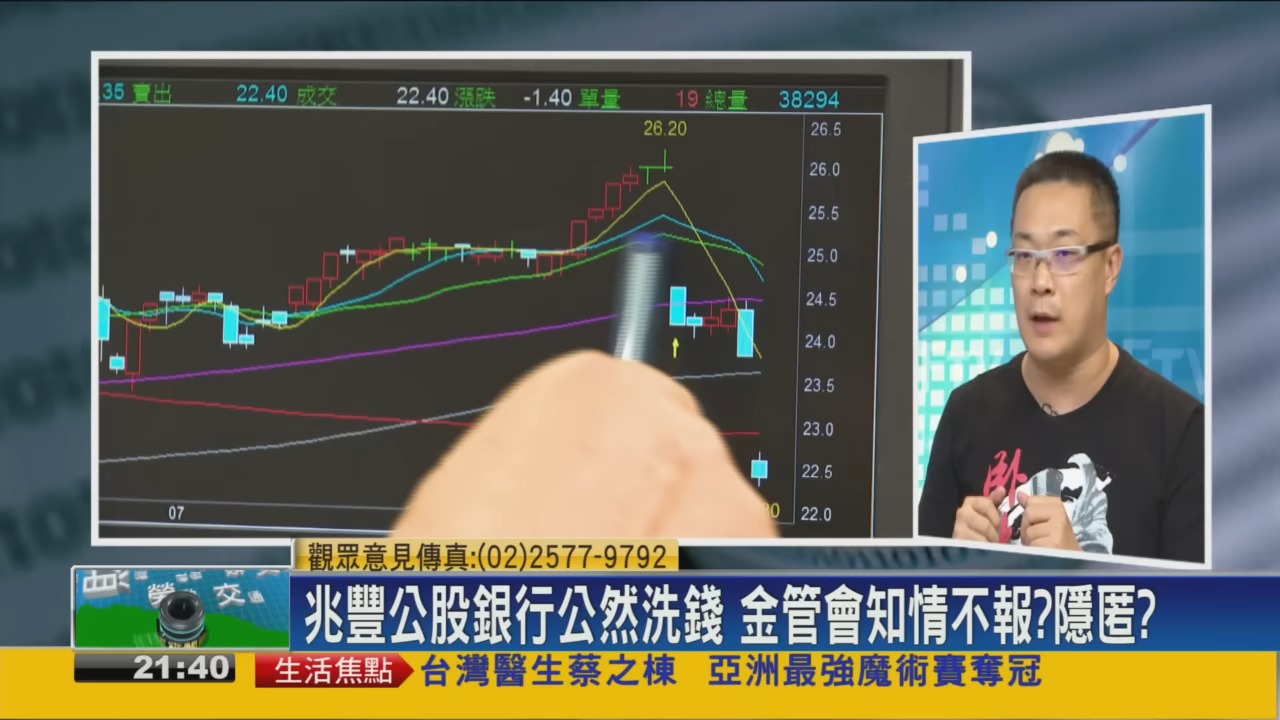 .35 賣出 22.40 成交 22.40 漲跌 -1.40 單量 19 總量 38294
26.20
26.5
26.0
25.5
25.0
24.5
24.0
23.5
23.0
22.5
22.0
07
臥
觀眾意見傳真:(02)2577-9792
兆豐公股銀行公然洗錢 金管會知情不報?隱匿?
勞 交通
21:40 生活焦點 台灣醫生蔡之棟 亞洲最強魔術賽奪冠